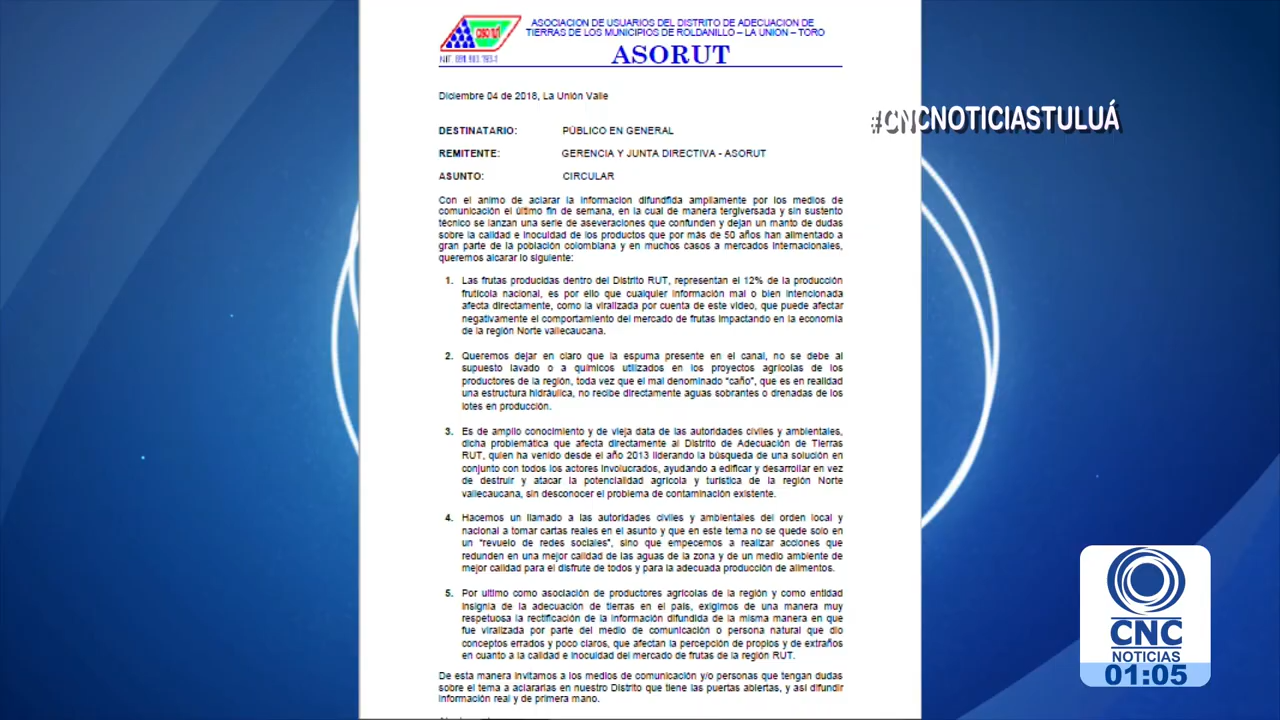 ASOCIACION DE USUARIOS DEL DISTRITO DE ADECUACION DE
TIERRAS DE LOS MUNICIPIOS DE ROLDANILLO – LA UNION – TORO
aso rut
ASORUT
Diciembre 04 de 2018, La Unión Valle
#CNCNOTICIASTULUÁ
DESTINATARIO: PÚBLICO EN GENERAL
REMITENTE: GERENCIA Y JUNTA DIRECTIVA - ASORUT
ASUNTO: CIRCULAR
Con el animo de aclarar la informacion difundfida ampliamente por los medios de
comunicación el último fin de semana, en la cual de manera tergiversada y sin sustento
técnico se lanzan una serie de aseveraciones que confunden y dejan un manto de dudas
sobre la calidad e inocuidad de los productos que por más de 50 años han alimentado a
gran parte de la población colombiana y en muchos casos a mercados internacionales,
queremos alcarar lo siguiente:
1. Las frutas producidas dentro del Distrito RUT, representan el 12% de la producción
frutícola nacional, es por ello que cualquier información mal o bien intencionada
afecta directamente, como la viralizada por cuenta de este video, que puede afectar
negativamente el comportamiento del mercado de frutas impactando en la economía
de la región Norte vallecaucana.
2. Queremos dejar en claro que la espuma presente en el canal, no se debe al
supuesto lavado o a químicos utilizados en los proyectos agrícolas de los
productores de la región, toda vez que el mal denominado “caño”, que es en realidad
una estructura hidráulica, no recibe directamente aguas sobrantes o drenadas de los
lotes en producción.
3. Es de amplio conocimiento y de vieja data de las autoridades civiles y ambientales,
dicha problemática que afecta directamente al Distrito de Adecuación de Tierras
RUT, quien ha venido desde el año 2013 liderando la búsqueda de una solución en
conjunto con todos los actores involucrados, ayudando a edificar y desarrollar en vez
de destruir y atacar la potencialidad agrícola y turística de la región Norte
vallecaucana, sin desconocer el problema de contaminación existente.
4. Hacemos un llamado a las autoridades civiles y ambientales del orden local y
nacional a tomar cartas reales en el asunto y que en este tema no se quede solo en
un “revuelo de redes sociales”, sino que empecemos a realizar acciones que
redunden en una mejor calidad de las aguas de la zona y de un medio ambiente de
mejor calidad para el disfrute de todos y para la adecuada producción de alimentos.
5. Por ultimo como asociación de productores agrícolas de la región y como entidad
insignia de la adecuación de tierras en el país, exigimos de una manera muy
respetuosa la rectificación de la información difundida de la misma manera en que
fue viralizada por parte del medio de comunicación o persona natural que dio
conceptos errados y poco claros, que afectan la percepción de propios y de extraños
en cuanto a la calidad e inocuidad del mercado de frutas de la región RUT.
De esta manera invitamos a los medios de comunicación y/o personas que tengan dudas
sobre el tema a aclararlas en nuestro Distrito que tiene las puertas abiertas, y así difundir
información real y de primera mano.
CNC
NOTICIAS
01:05